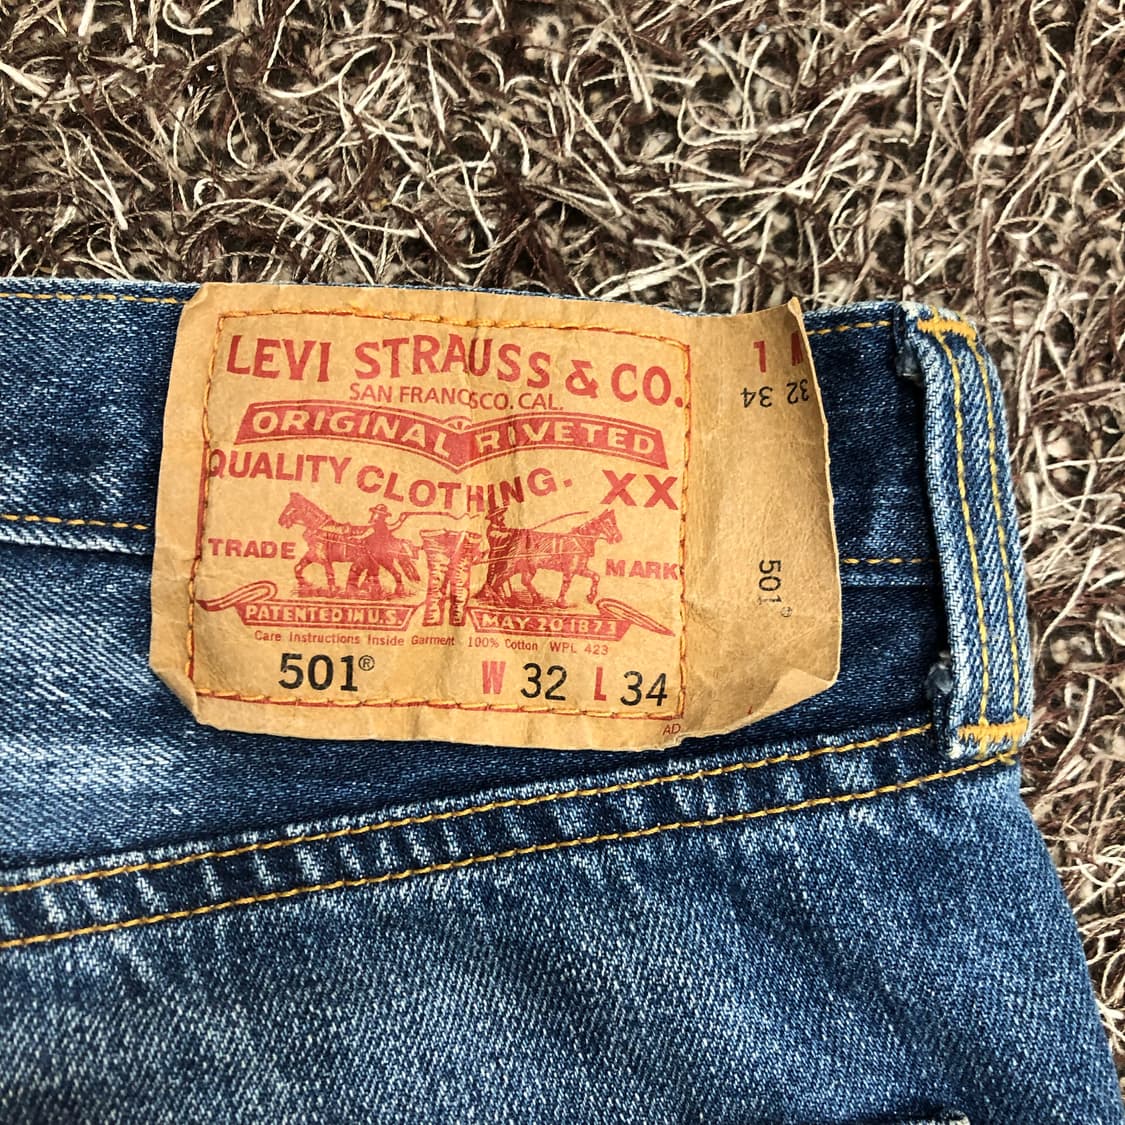 LEVI STRAUSS & CO.
SAN FRANCISCO. CAL.
ORIGINAL RIVETED
QUALITY CLOTHING. XX
TRADE MARK
PATENTED IN U.S. MAY 20 1873
Care Instructions Inside Garment 100% Cotton WPL 423
501® W 32 L 34
AD
32 34
501®